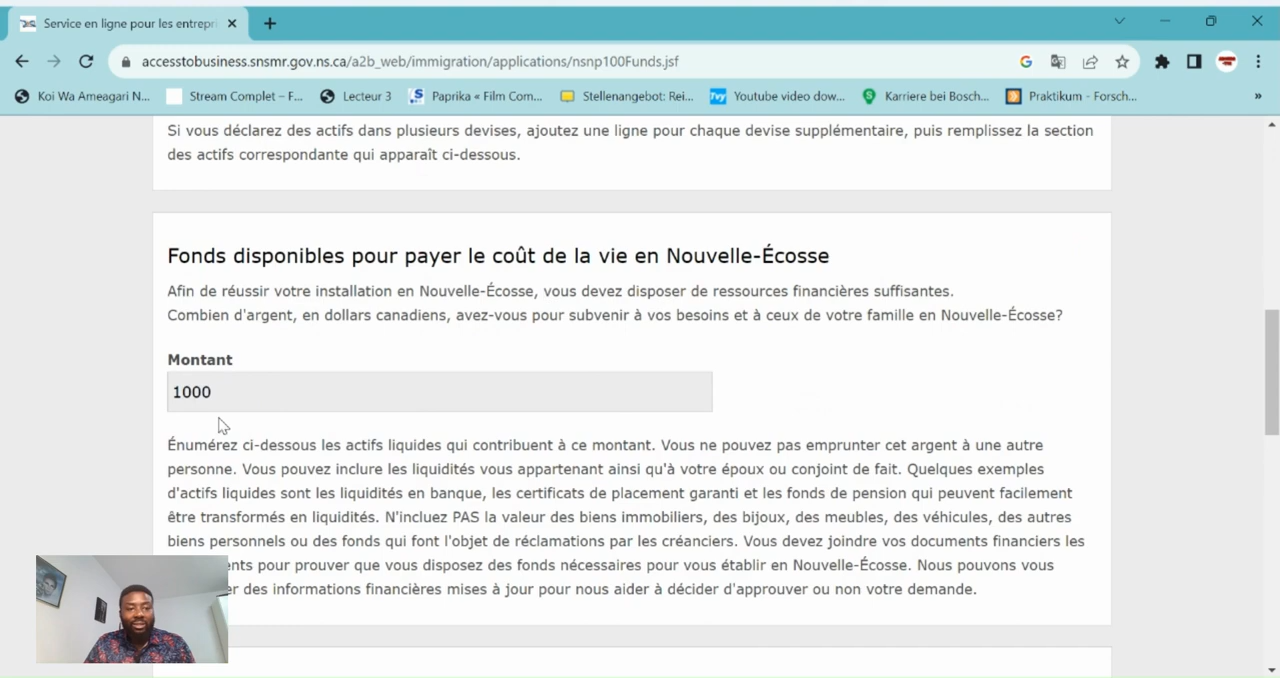 Service en ligne pour les entrepri
accesstobusiness.snsmr.gov.ns.ca/a2b_web/immigration/applications/nsnp100Funds.jsf
Koi Wa Ameagari N... Stream Complet – F... Lecteur 3 Paprika « Film Com... Stellenangebot: Rei... Youtube video dow... Karriere bei Bosch... Praktikum - Forsch... »
Si vous déclarez des actifs dans plusieurs devises, ajoutez une ligne pour chaque devise supplémentaire, puis remplissez la section
des actifs correspondante qui apparaît ci-dessous.
Fonds disponibles pour payer le coût de la vie en Nouvelle-Écosse
Afin de réussir votre installation en Nouvelle-Écosse, vous devez disposer de ressources financières suffisantes.
Combien d'argent, en dollars canadiens, avez-vous pour subvenir à vos besoins et à ceux de votre famille en Nouvelle-Écosse?
Montant
1000
Énumérez ci-dessous les actifs liquides qui contribuent à ce montant. Vous ne pouvez pas emprunter cet argent à une autre
personne. Vous pouvez inclure les liquidités vous appartenant ainsi qu'à votre époux ou conjoint de fait. Quelques exemples
d'actifs liquides sont les liquidités en banque, les certificats de placement garanti et les fonds de pension qui peuvent facilement
être transformés en liquidités. N'incluez PAS la valeur des biens immobiliers, des bijoux, des meubles, des véhicules, des autres
biens personnels ou des fonds qui font l'objet de réclamations par les créanciers. Vous devez joindre vos documents financiers les
ents pour prouver que vous disposez des fonds nécessaires pour vous établir en Nouvelle-Écosse. Nous pouvons vous
er des informations financières mises à jour pour nous aider à décider d'approuver ou non votre demande.